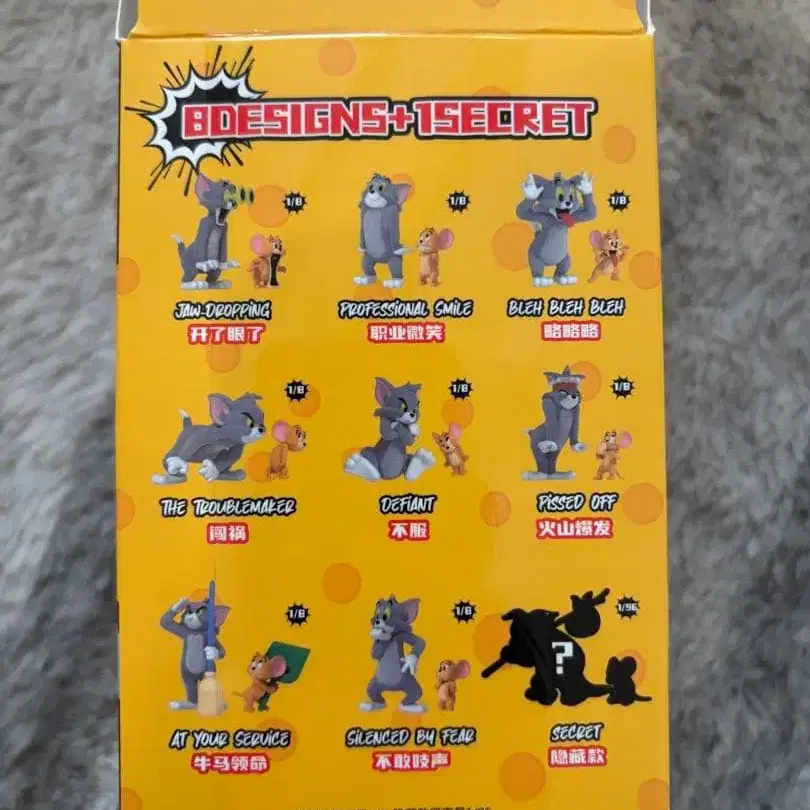 8DESIGNS+1SECRET
1/8
1/8
1/8
JAW-DROPPING
PROFESSIONAL SMILE
BLEH BLEH BLEH
开了眼了
职业微笑
略略略
1/8
1/8
1/8
THE TROUBLEMAKER
DEFIANT
PISSED OFF
闯祸
不服
火山爆发
1/8
1/8
1/96
?
AT YOUR SERVICE
SILENCED BY FEAR
SECRET
牛马领命
不敢吱声
隐藏款